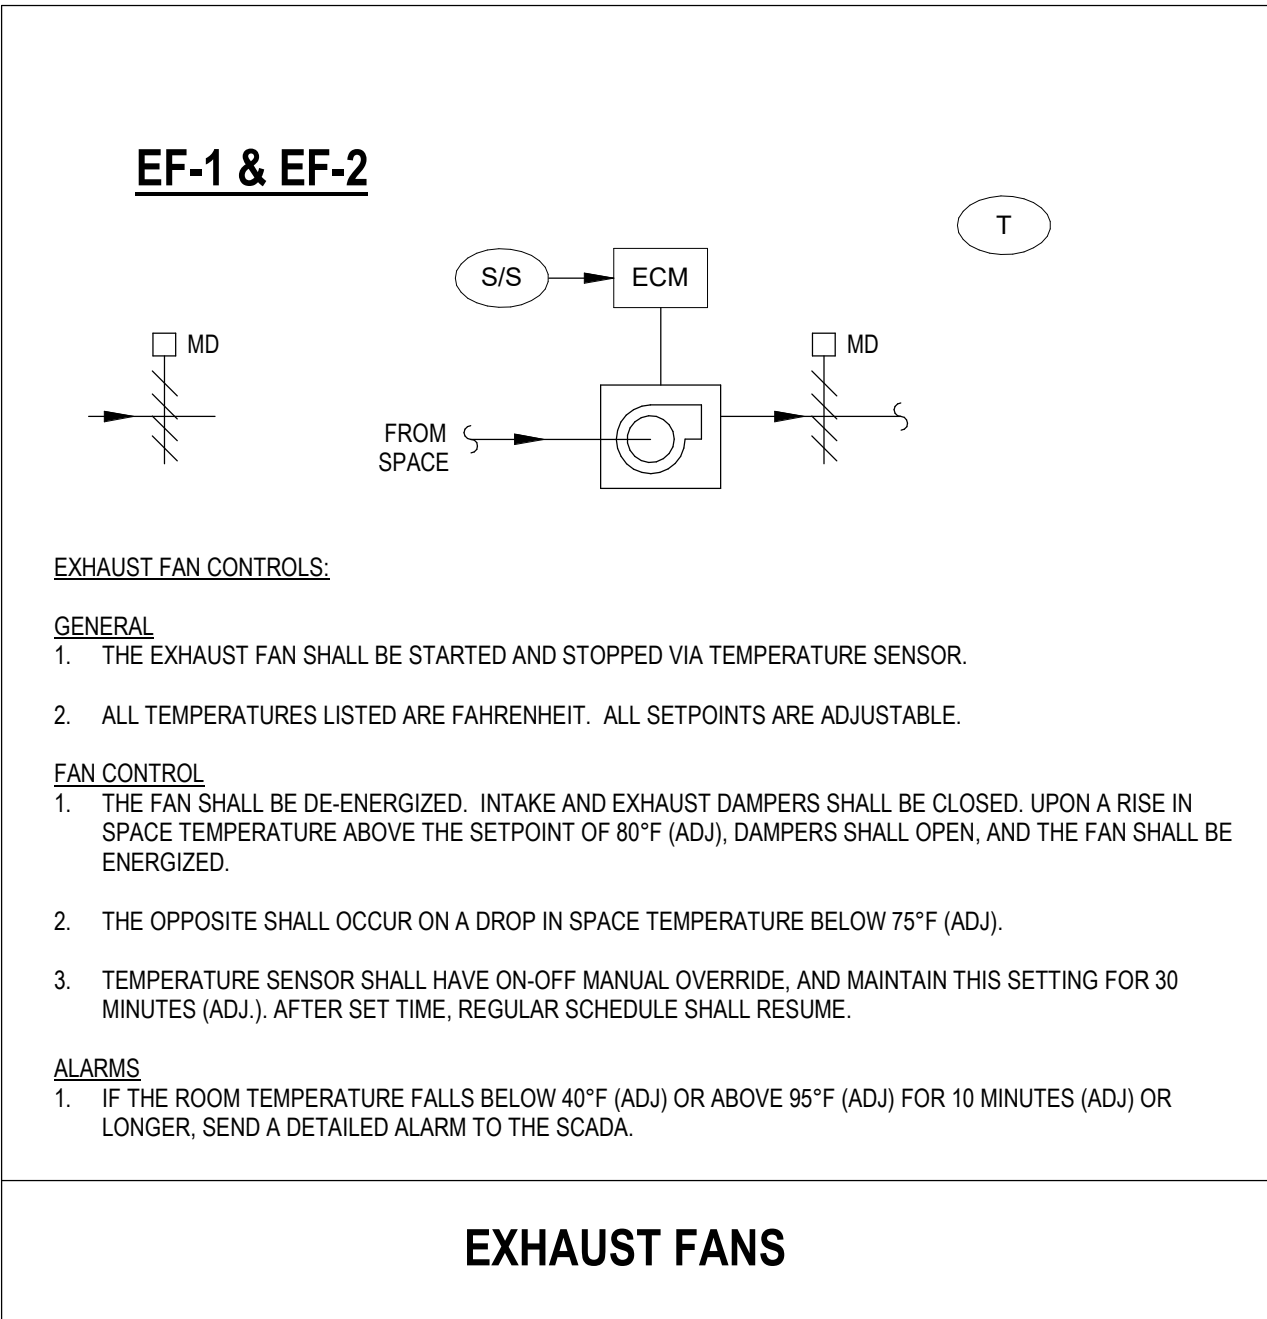 EF-1 & EF-2
T
S/S
ECM
MD
MD
FROM
SPACE
EXHAUST FAN CONTROLS:
GENERAL
1. THE EXHAUST FAN SHALL BE STARTED AND STOPPED VIA TEMPERATURE SENSOR.
2. ALL TEMPERATURES LISTED ARE FAHRENHEIT. ALL SETPOINTS ARE ADJUSTABLE.
FAN CONTROL
1. THE FAN SHALL BE DE-ENERGIZED. INTAKE AND EXHAUST DAMPERS SHALL BE CLOSED. UPON A RISE IN
SPACE TEMPERATURE ABOVE THE SETPOINT OF 80°F (ADJ), DAMPERS SHALL OPEN, AND THE FAN SHALL BE
ENERGIZED.
2. THE OPPOSITE SHALL OCCUR ON A DROP IN SPACE TEMPERATURE BELOW 75°F (ADJ).
3. TEMPERATURE SENSOR SHALL HAVE ON-OFF MANUAL OVERRIDE, AND MAINTAIN THIS SETTING FOR 30
MINUTES (ADJ.). AFTER SET TIME, REGULAR SCHEDULE SHALL RESUME.
ALARMS
1. IF THE ROOM TEMPERATURE FALLS BELOW 40°F (ADJ) OR ABOVE 95°F (ADJ) FOR 10 MINUTES (ADJ) OR
LONGER, SEND A DETAILED ALARM TO THE SCADA.
EXHAUST FANS